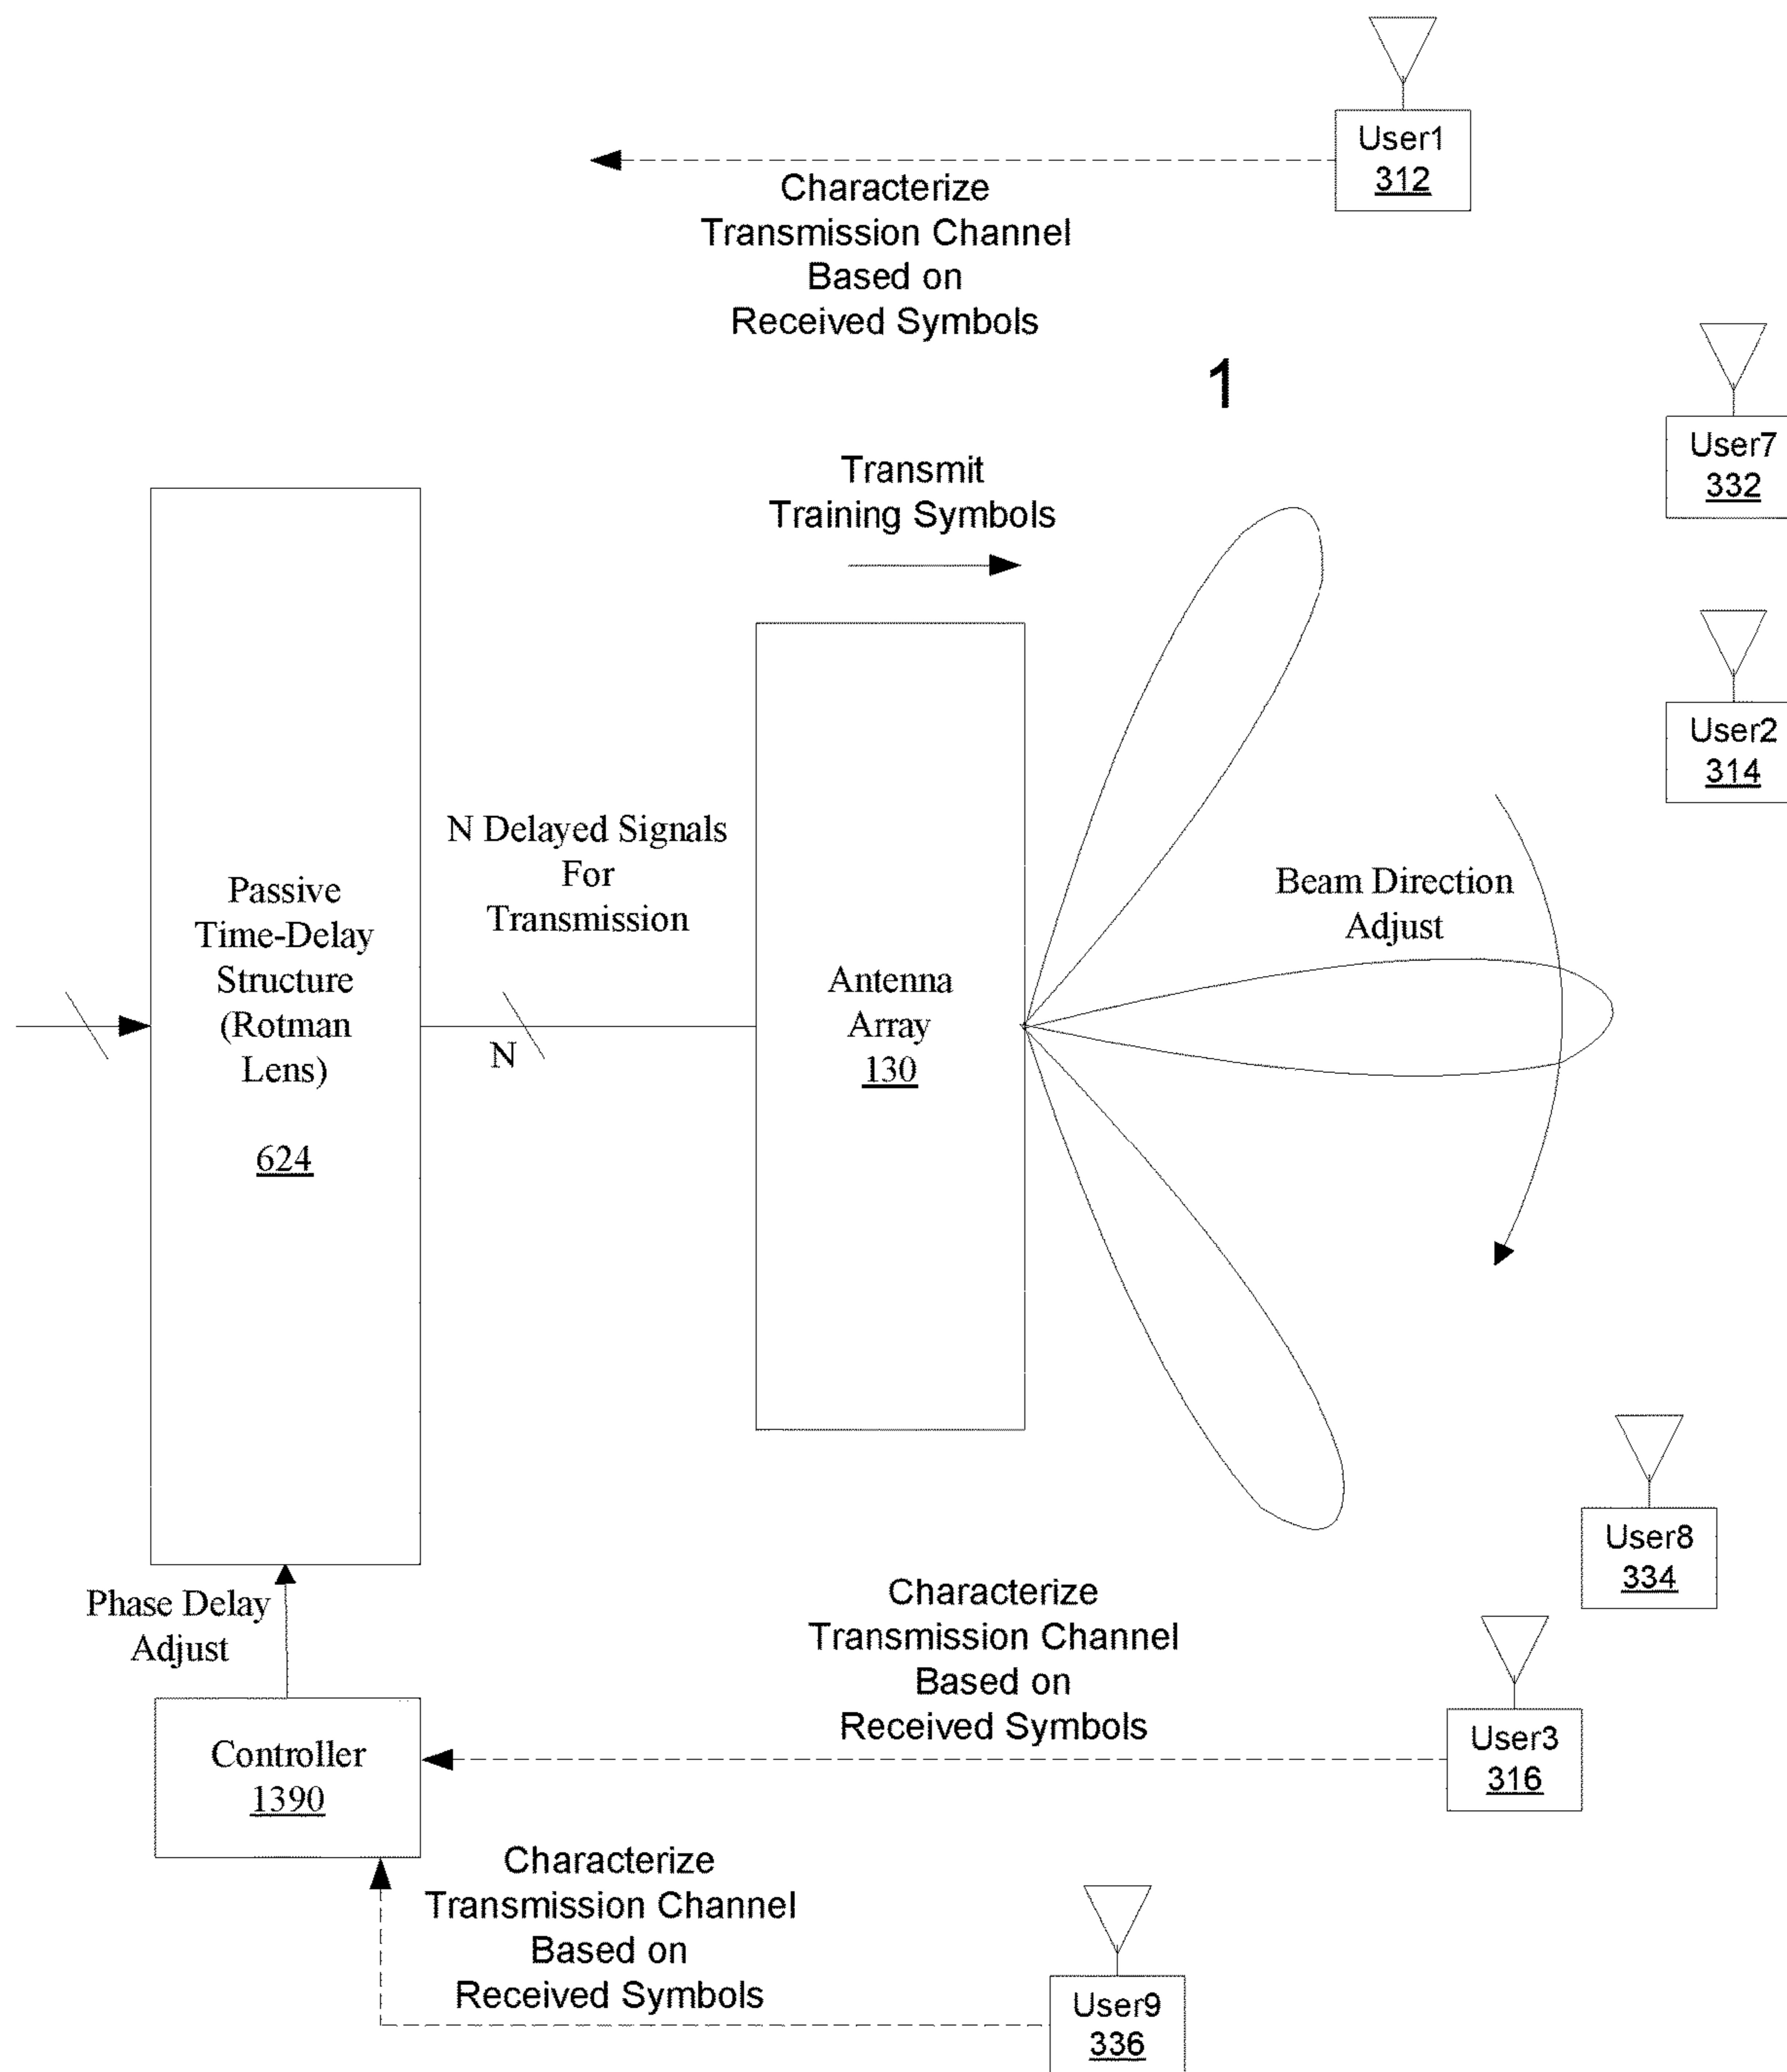 User1
312
Characterize
Transmission Channel
Based on
Received Symbols
1
User7
332
Transmit
Training Symbols
User2
314
N Delayed Signals
For
Transmission
Beam Direction
Adjust
Passive
Time-Delay
Structure
(Rotman
Lens)
624
N
Antenna
Array
130
User8
334
Phase Delay
Adjust
Characterize
Transmission Channel
Based on
Received Symbols
User3
316
Controller
1390
Characterize
Transmission Channel
Based on
Received Symbols
User9
336